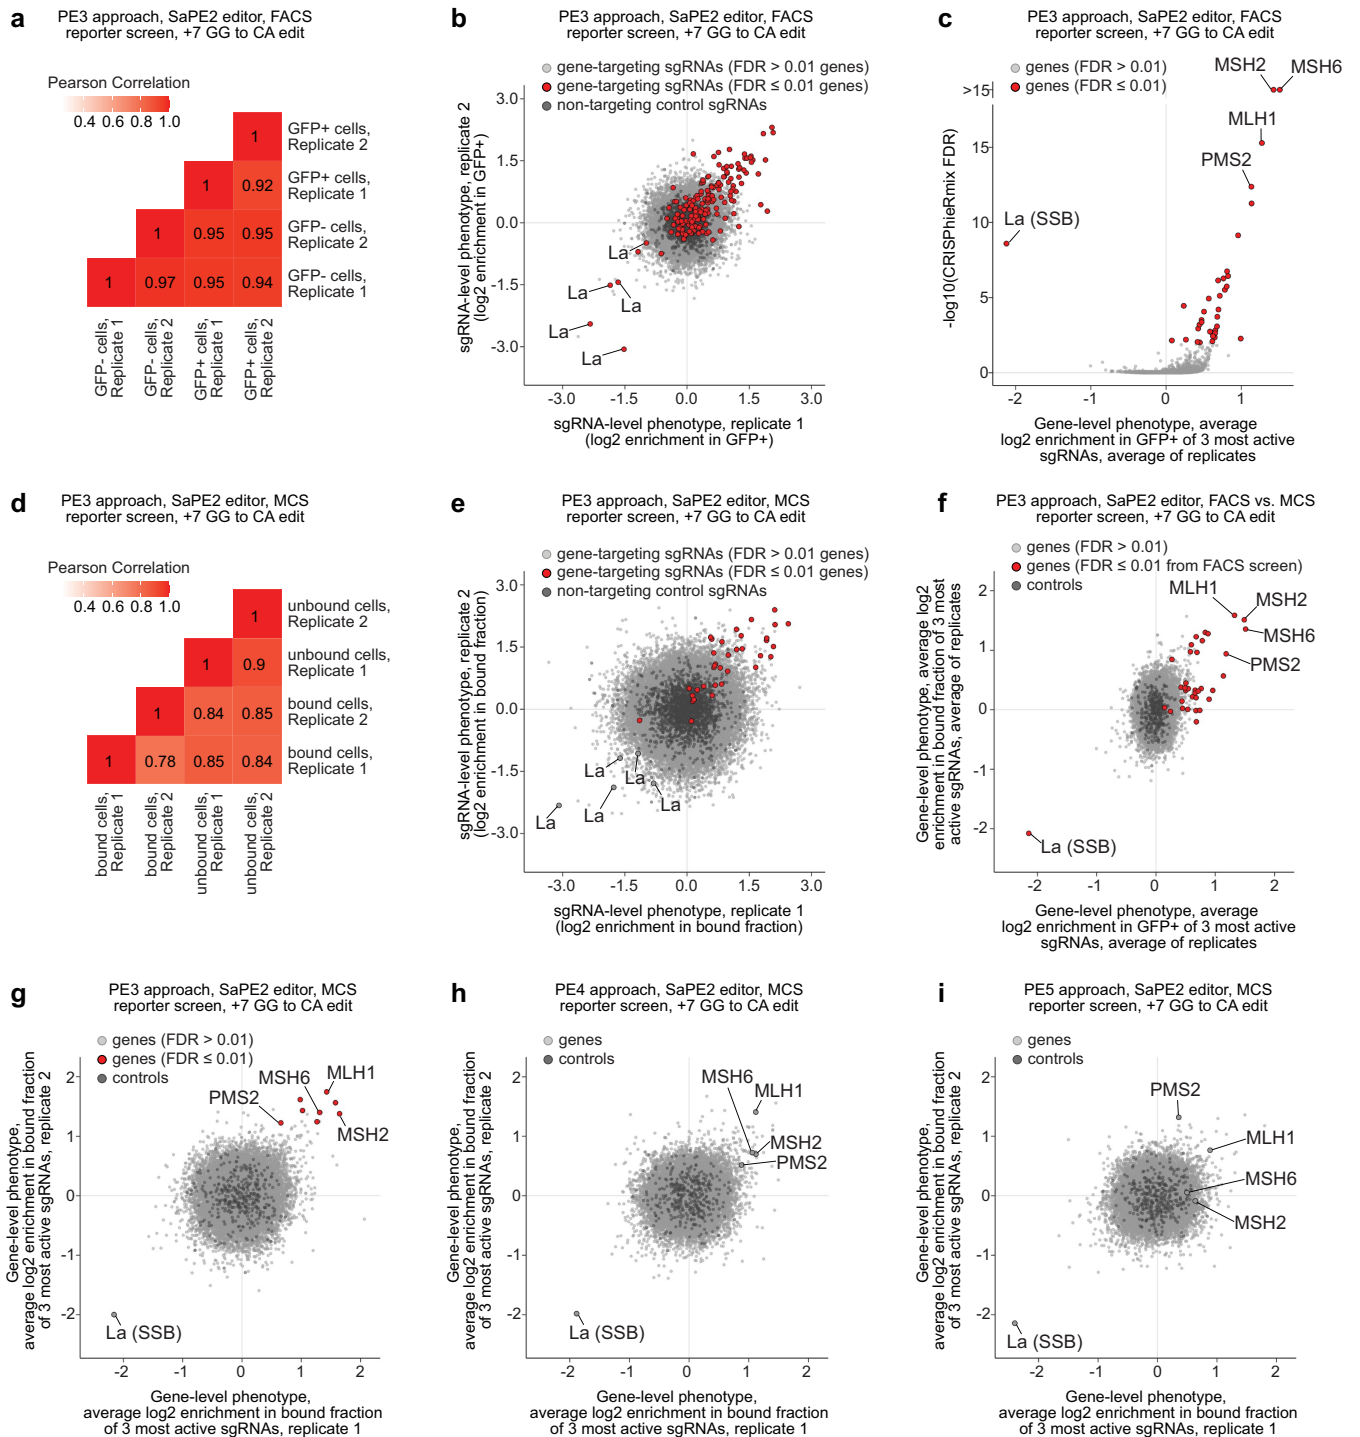 a
PE3 approach, SaPE2 editor, FACS
reporter screen, +7 GG to CA edit
Pearson Correlation
0.4 0.6 0.8 1.0
1
GFP+ cells,
Replicate 2
1 0.92
GFP+ cells,
Replicate 1
1 0.95 0.95
GFP- cells,
Replicate 2
1 0.97 0.95 0.94
GFP- cells,
Replicate 1
GFP- cells,
Replicate 1
GFP- cells,
Replicate 2
GFP+ cells,
Replicate 1
GFP+ cells,
Replicate 2
b
PE3 approach, SaPE2 editor, FACS
reporter screen, +7 GG to CA edit
gene-targeting sgRNAs (FDR > 0.01 genes)
gene-targeting sgRNAs (FDR ≤ 0.01 genes)
non-targeting control sgRNAs
sgRNA-level phenotype, replicate 2
(log2 enrichment in GFP+)
3.0
1.5
0.0
-1.5
-3.0
La
La
La
La
La
-3.0 -1.5 0.0 1.5 3.0
sgRNA-level phenotype, replicate 1
(log2 enrichment in GFP+)
c
PE3 approach, SaPE2 editor, FACS
reporter screen, +7 GG to CA edit
genes (FDR > 0.01)
genes (FDR ≤ 0.01)
MSH2
MSH6
MLH1
PMS2
La (SSB)
-log10(CRISPhieRmix FDR)
>15
15
10
5
0
-2 -1 0 1
Gene-level phenotype, average
log2 enrichment in GFP+ of 3 most active
sgRNAs, average of replicates
d
PE3 approach, SaPE2 editor, MCS
reporter screen, +7 GG to CA edit
Pearson Correlation
0.4 0.6 0.8 1.0
1
unbound cells,
Replicate 2
1 0.9
unbound cells,
Replicate 1
1 0.84 0.85
bound cells,
Replicate 2
1 0.78 0.85 0.84
bound cells,
Replicate 1
bound cells,
Replicate 1
bound cells,
Replicate 2
unbound cells,
Replicate 1
unbound cells,
Replicate 2
e
PE3 approach, SaPE2 editor, MCS
reporter screen, +7 GG to CA edit
gene-targeting sgRNAs (FDR > 0.01 genes)
gene-targeting sgRNAs (FDR ≤ 0.01 genes)
non-targeting control sgRNAs
sgRNA-level phenotype, replicate 2
(log2 enrichment in bound fraction)
3.0
1.5
0.0
-1.5
-3.0
La
La
La
La
La
-3.0 -1.5 0.0 1.5 3.0
sgRNA-level phenotype, replicate 1
(log2 enrichment in bound fraction)
f
PE3 approach, SaPE2 editor, FACS vs. MCS
reporter screen, +7 GG to CA edit
genes (FDR > 0.01)
genes (FDR ≤ 0.01 from FACS screen)
controls
MLH1
MSH2
MSH6
PMS2
La (SSB)
Gene-level phenotype, average log2
enrichment in bound fraction of 3 most
active sgRNAs, average of replicates
2
1
0
-1
-2
-2 -1 0 1 2
Gene-level phenotype, average
log2 enrichment in GFP+ of 3 most active
sgRNAs, average of replicates
g
PE3 approach, SaPE2 editor, MCS
reporter screen, +7 GG to CA edit
genes (FDR > 0.01)
genes (FDR ≤ 0.01)
controls
MSH6
MLH1
PMS2
MSH2
La (SSB)
Gene-level phenotype,
average log2 enrichment in bound fraction
of 3 most active sgRNAs, replicate 2
2
1
0
-1
-2
-2 -1 0 1 2
Gene-level phenotype,
average log2 enrichment in bound fraction
of 3 most active sgRNAs, replicate 1
h
PE4 approach, SaPE2 editor, MCS
reporter screen, +7 GG to CA edit
genes
controls
MSH6
MLH1
MSH2
PMS2
La (SSB)
Gene-level phenotype,
average log2 enrichment in bound fraction
of 3 most active sgRNAs, replicate 2
2
1
0
-1
-2
-2 -1 0 1 2
Gene-level phenotype,
average log2 enrichment in bound fraction
of 3 most active sgRNAs, replicate 1
i
PE5 approach, SaPE2 editor, MCS
reporter screen, +7 GG to CA edit
genes
controls
PMS2
MLH1
MSH6
MSH2
La (SSB)
Gene-level phenotype,
average log2 enrichment in bound fraction
of 3 most active sgRNAs, replicate 2
2
1
0
-1
-2
-2 -1 0 1 2
Gene-level phenotype,
average log2 enrichment in bound fraction
of 3 most active sgRNAs, replicate 1